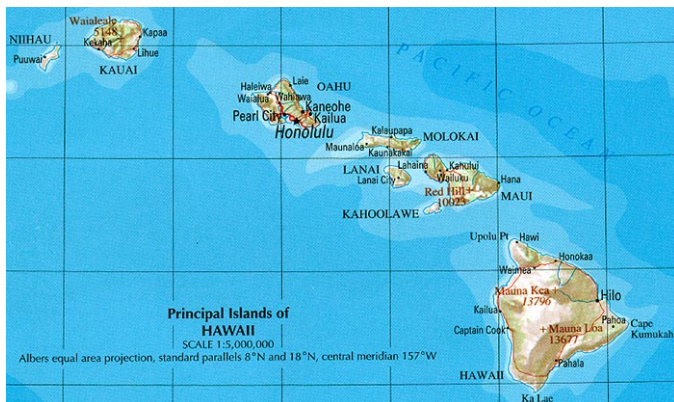 Waialeale
5148
NIIHAU
Kekaha
Kapaa
Puuwai
Lihue
KAUAI
PACIFIC OCEAN
Laie
OAHU
Haleiwa
Waialua
Wahiawa
Kaneohe
Pearl City
Kailua
Honolulu
Kalaupapa
MOLOKAI
Maunaloa
Kaunakakai
LANAI
Lahaina
Kahului
Lanai City
Wailuku
Hana
Red Hill
10023
MAUI
KAHOOLAWE
Upolu Pt
Hawi
Honokaa
Waimea
Mauna Kea
13796
Hilo
Kailua
Pahoa
Cape
Kumukahi
Captain Cook
Mauna Loa
13677
Pahala
HAWAII
Ka Lae
Principal Islands of
HAWAII
SCALE 1:5,000,000
Albers equal area projection, standard parallels 8°N and 18°N, central meridian 157°W